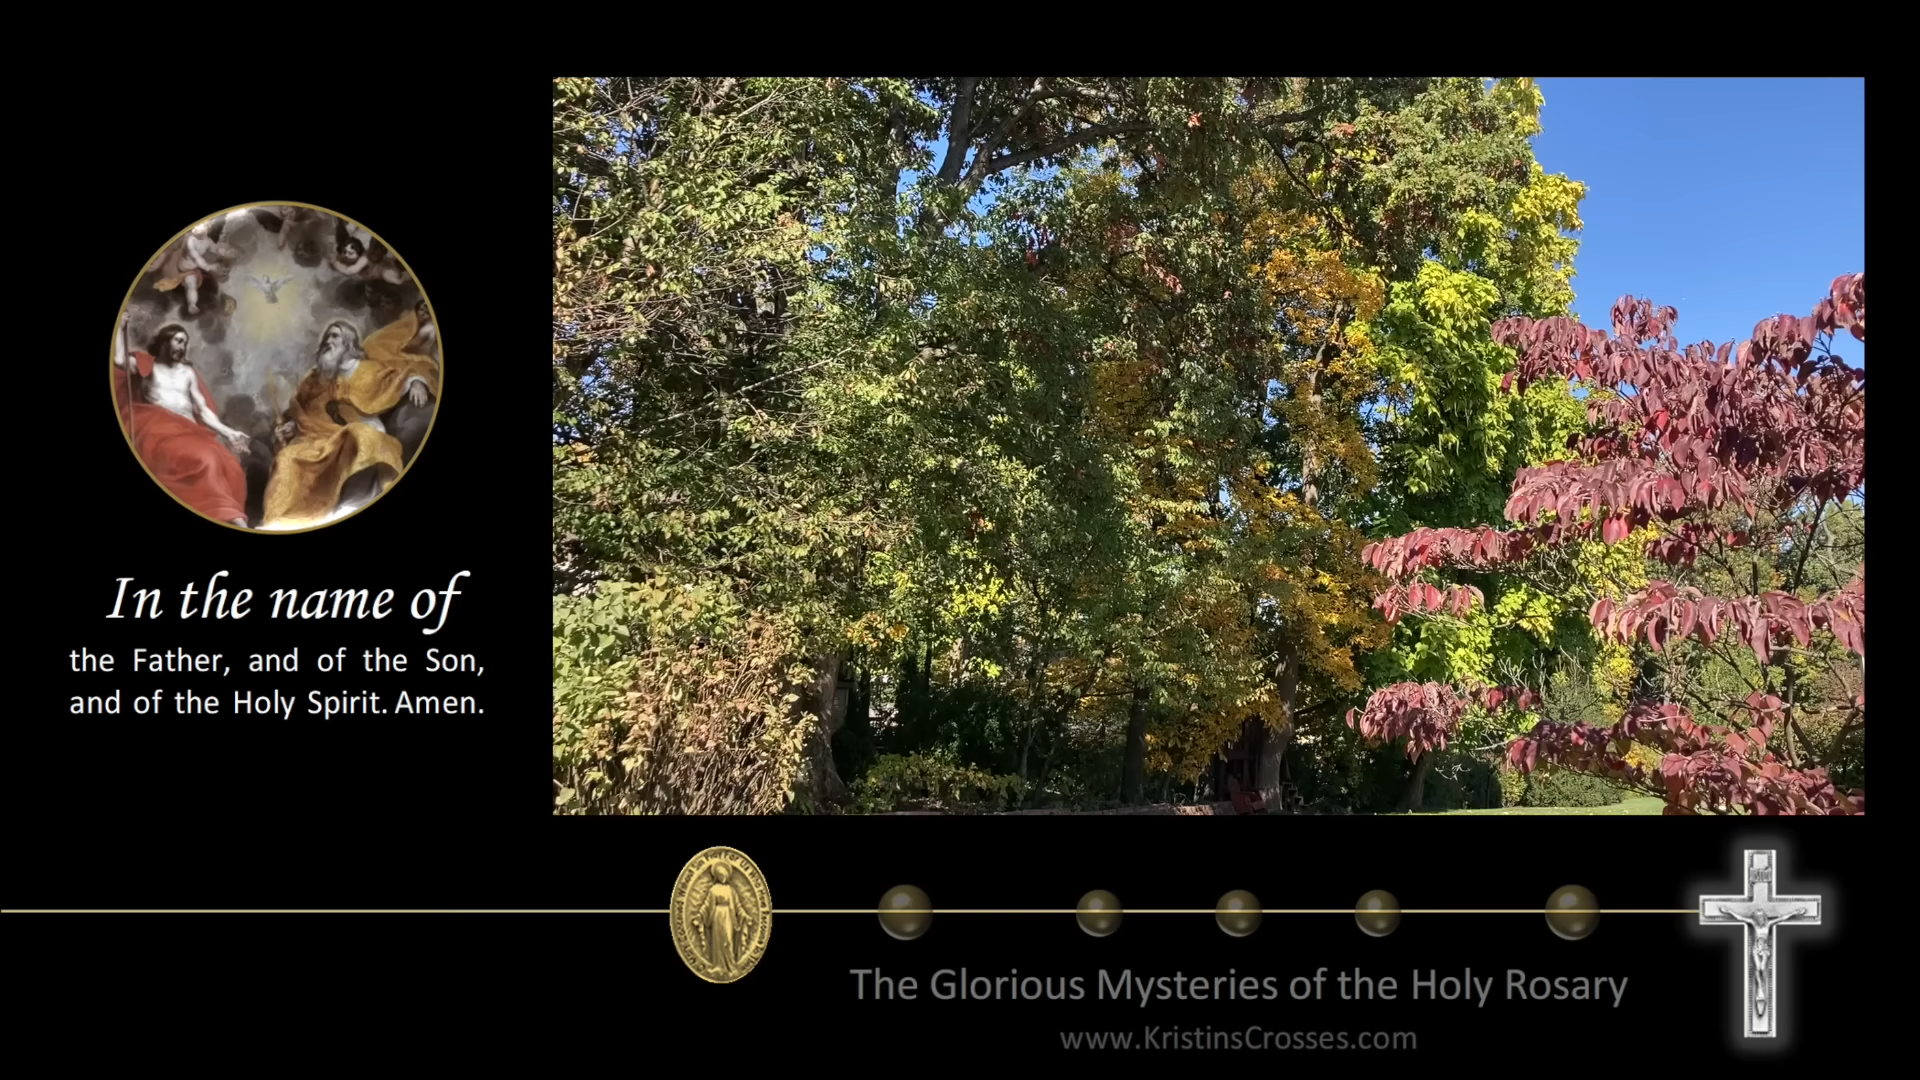 In the name of
the Father, and of the Son,
and of the Holy Spirit. Amen.
The Glorious Mysteries of the Holy Rosary
www.KristinsCrosses.com